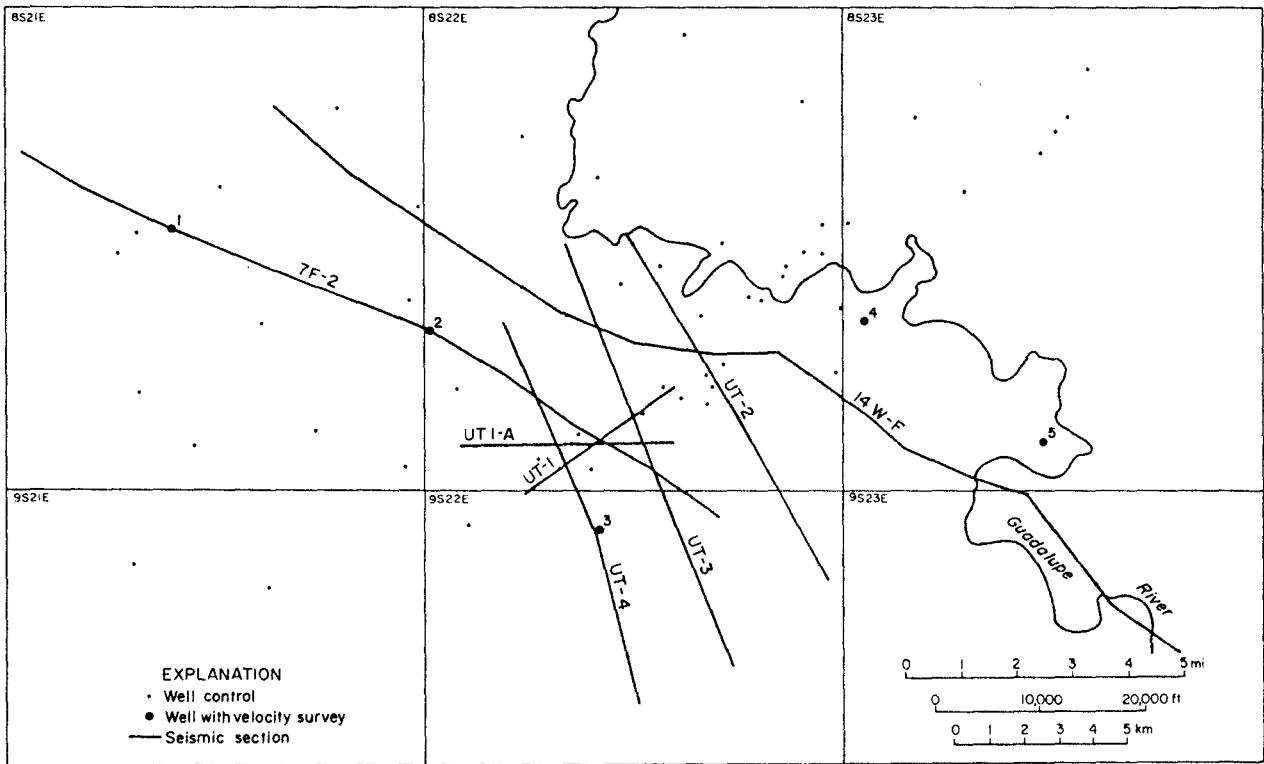 8S21E
8S22E
8S23E
1
7F-2
2
4
UT-2
14W-F
5
UT1-A
UT-1
9S21E
9S22E
9S23E
3
UT-3
UT-4
Guadalupe
River
EXPLANATION
Well control
Well with velocity survey
Seismic section
0 1 2 3 4 5 mi
0 10,000 20,000 ft
0 1 2 3 4 5 km